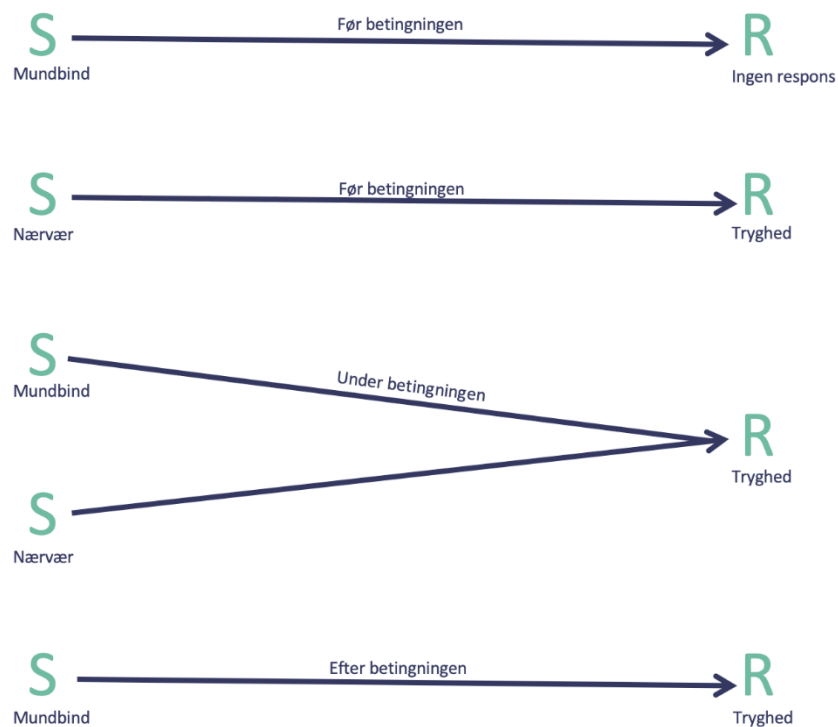 S Før betingningen R
Mundbind Ingen respons
S Før betingningen R
Nærvær Tryghed
S
Mundbind
Under betingningen
R
Tryghed
S
Nærvær
S Efter betingningen R
Mundbind Tryghed